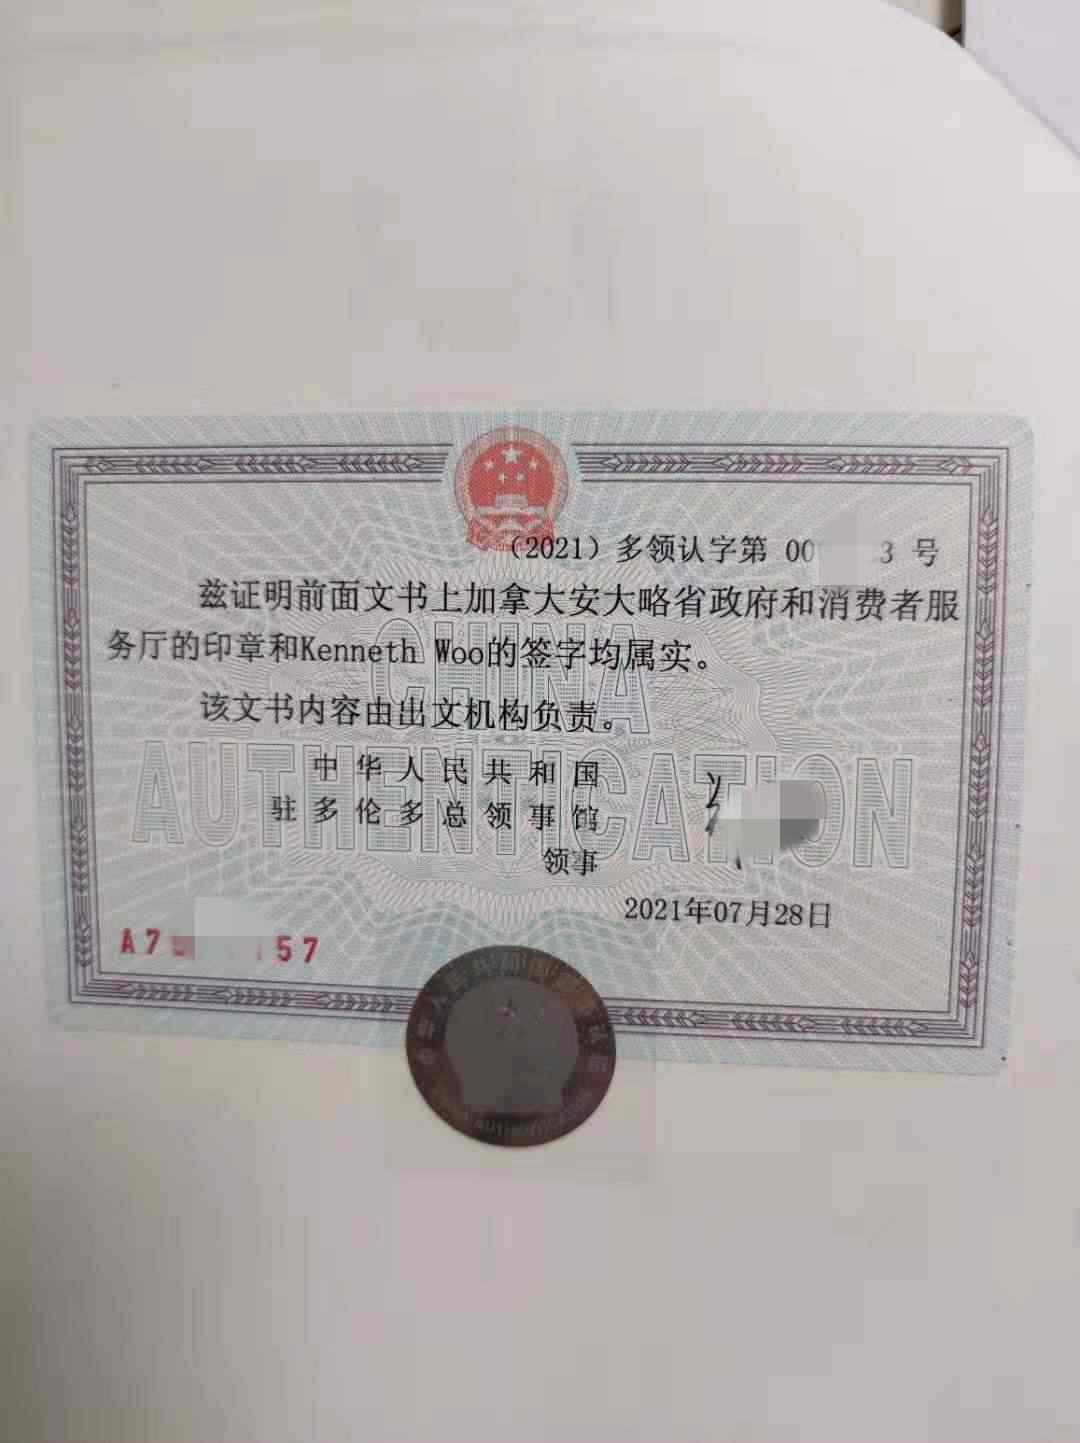 （2021）多领认字第 00 3 号
兹证明前面文书上加拿大安大略省政府和消费者服
务厅的印章和Kenneth Woo的签字均属实。
该文书内容由出文机构负责。
CHINA
AUTHENTICATION
中华人民共和国
驻多伦多总领事馆
领事
2021年07月28日
A7 57